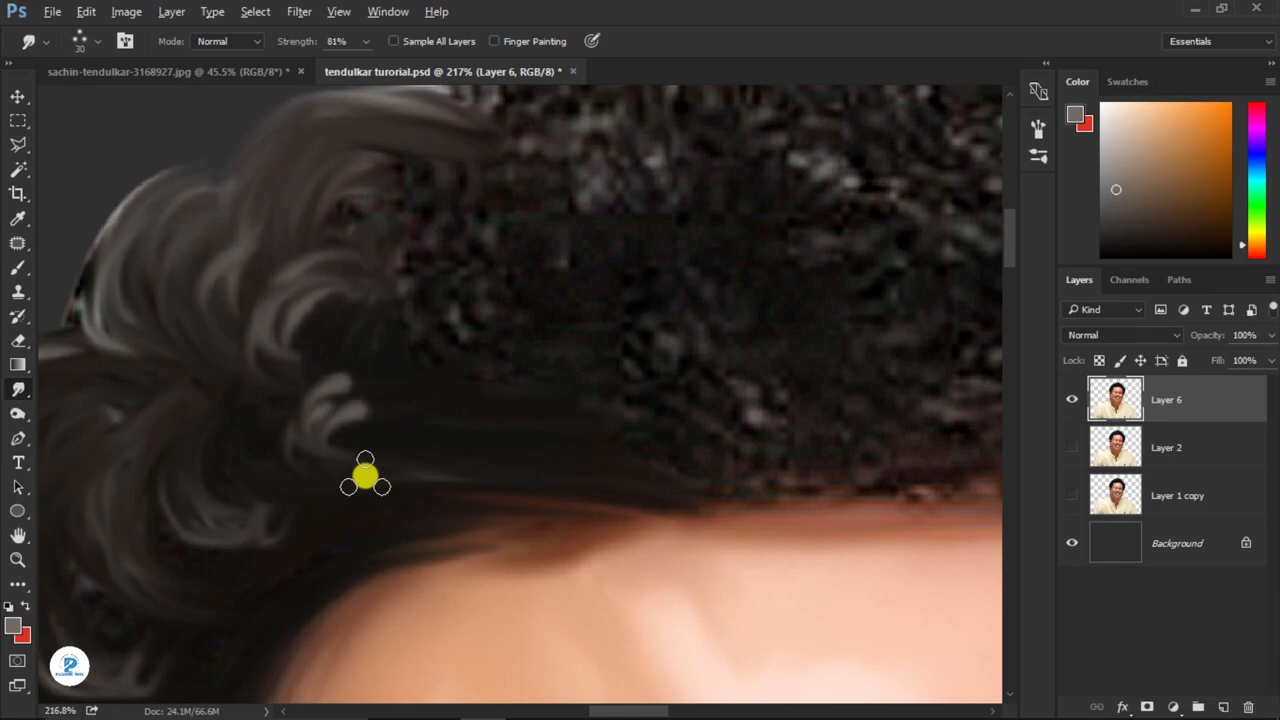 Ps File Edit Image Layer Type Select Filter View Window Help
30 Mode: Normal Strength: 81% Sample All Layers Finger Painting Essentials
sachin-tendulkar-3168927.jpg @ 45.5% (RGB/8*) * × tendulkar turorial.psd @ 217% (Layer 6, RGB/8) * ×
Color Swatches
Layers Channels Paths
Kind
Normal Opacity: 100%
Lock: Fill: 100%
Layer 6
Layer 2
Layer 1 copy
Background
216.8% Doc: 24.1M/66.6M